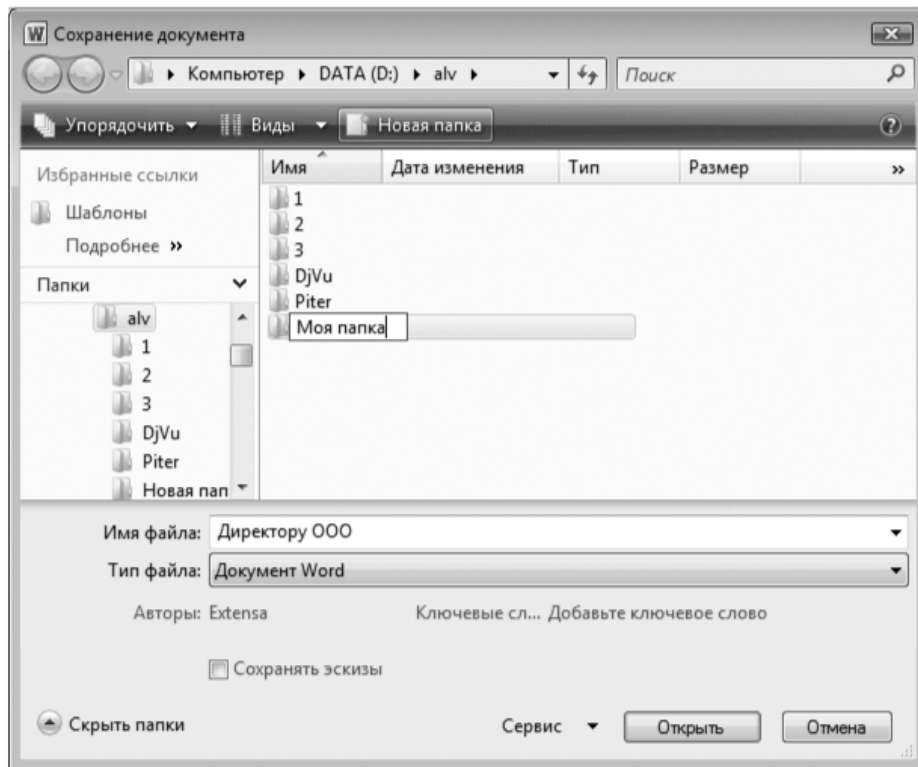 Сохранение документа
Компьютер ▸ DATA (D:) ▸ alv ▸ Поиск
Упорядочить Виды Новая папка
Избранные ссылки
Шаблоны
Подробнее »
Папки
alv
1
2
3
DjVu
Piter
Новая пап
Имя Дата изменения Тип Размер »
1
2
3
DjVu
Piter
Моя папка
Имя файла: Директору ООО
Тип файла: Документ Word
Авторы: Extensa Ключевые сл... Добавьте ключевое слово
Сохранять эскизы
Скрыть папки Сервис Открыть Отмена